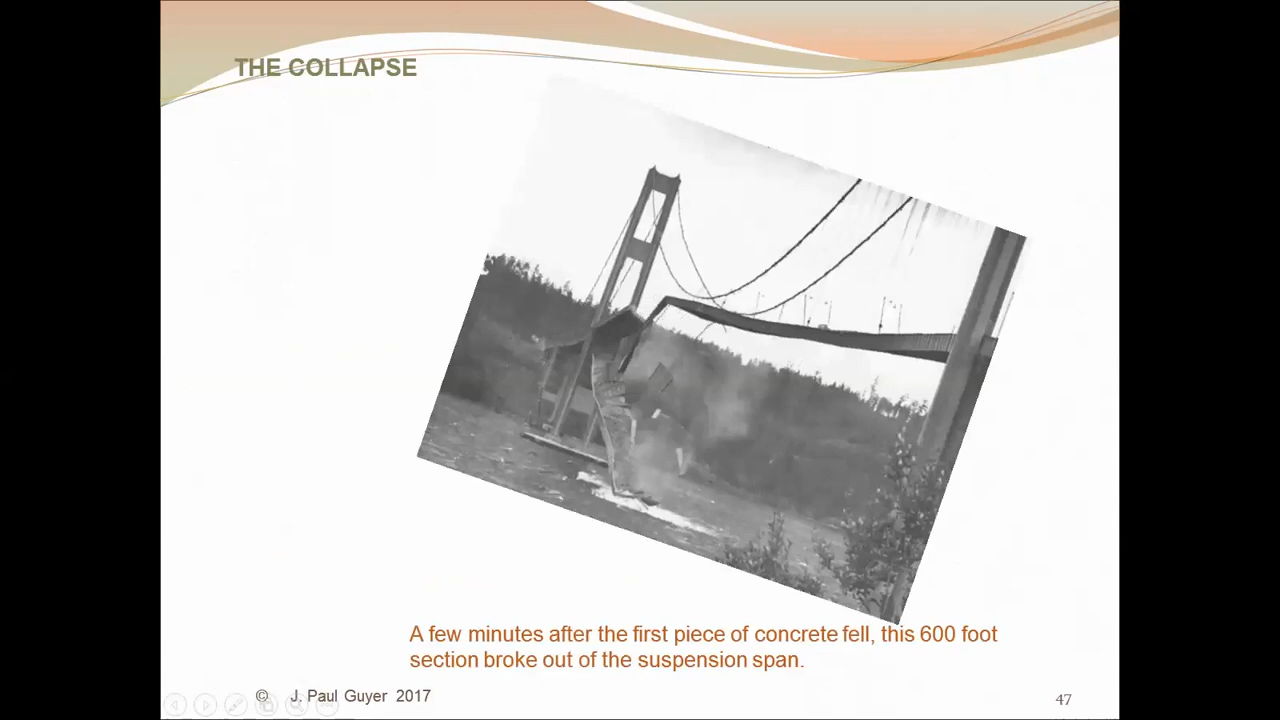 THE COLLAPSE
A few minutes after the first piece of concrete fell, this 600 foot
section broke out of the suspension span.
© J. Paul Guyer 2017
47